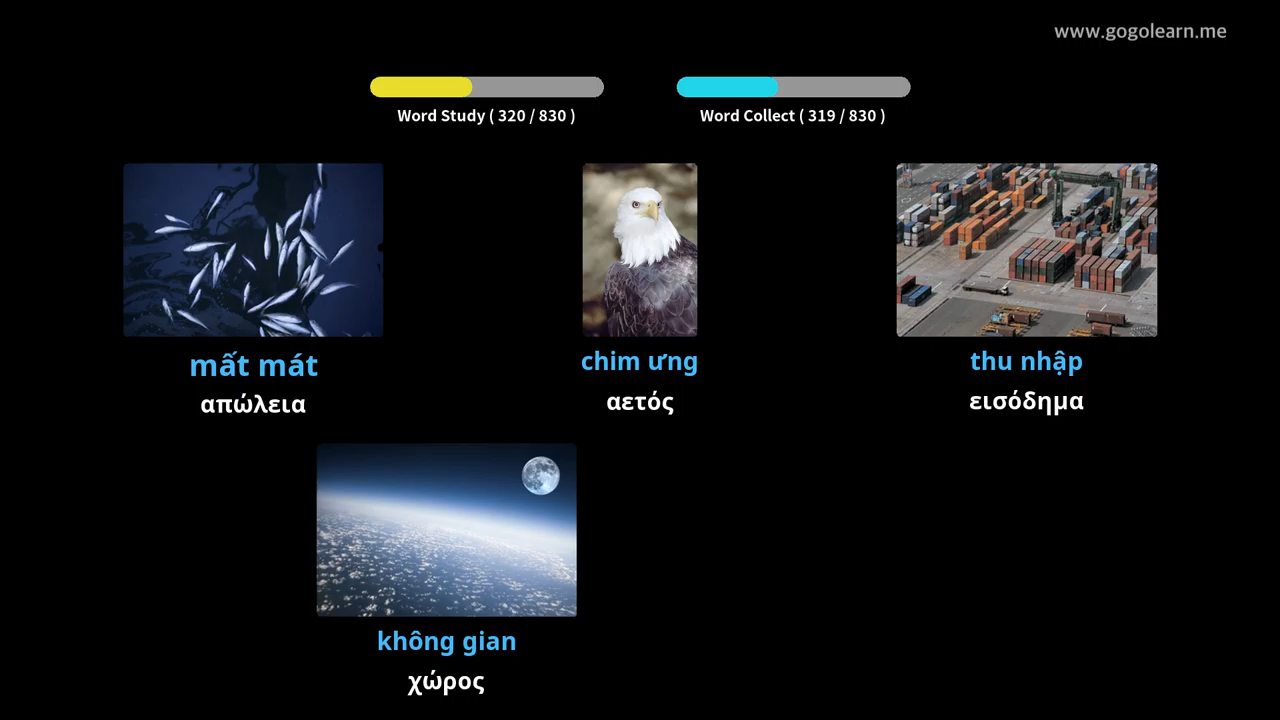 www.gogolearn.me
Word Study ( 320 / 830 )
Word Collect ( 319 / 830 )
mất mát
απώλεια
chim ưng
αετός
thu nhập
εισόδημα
không gian
χώρος